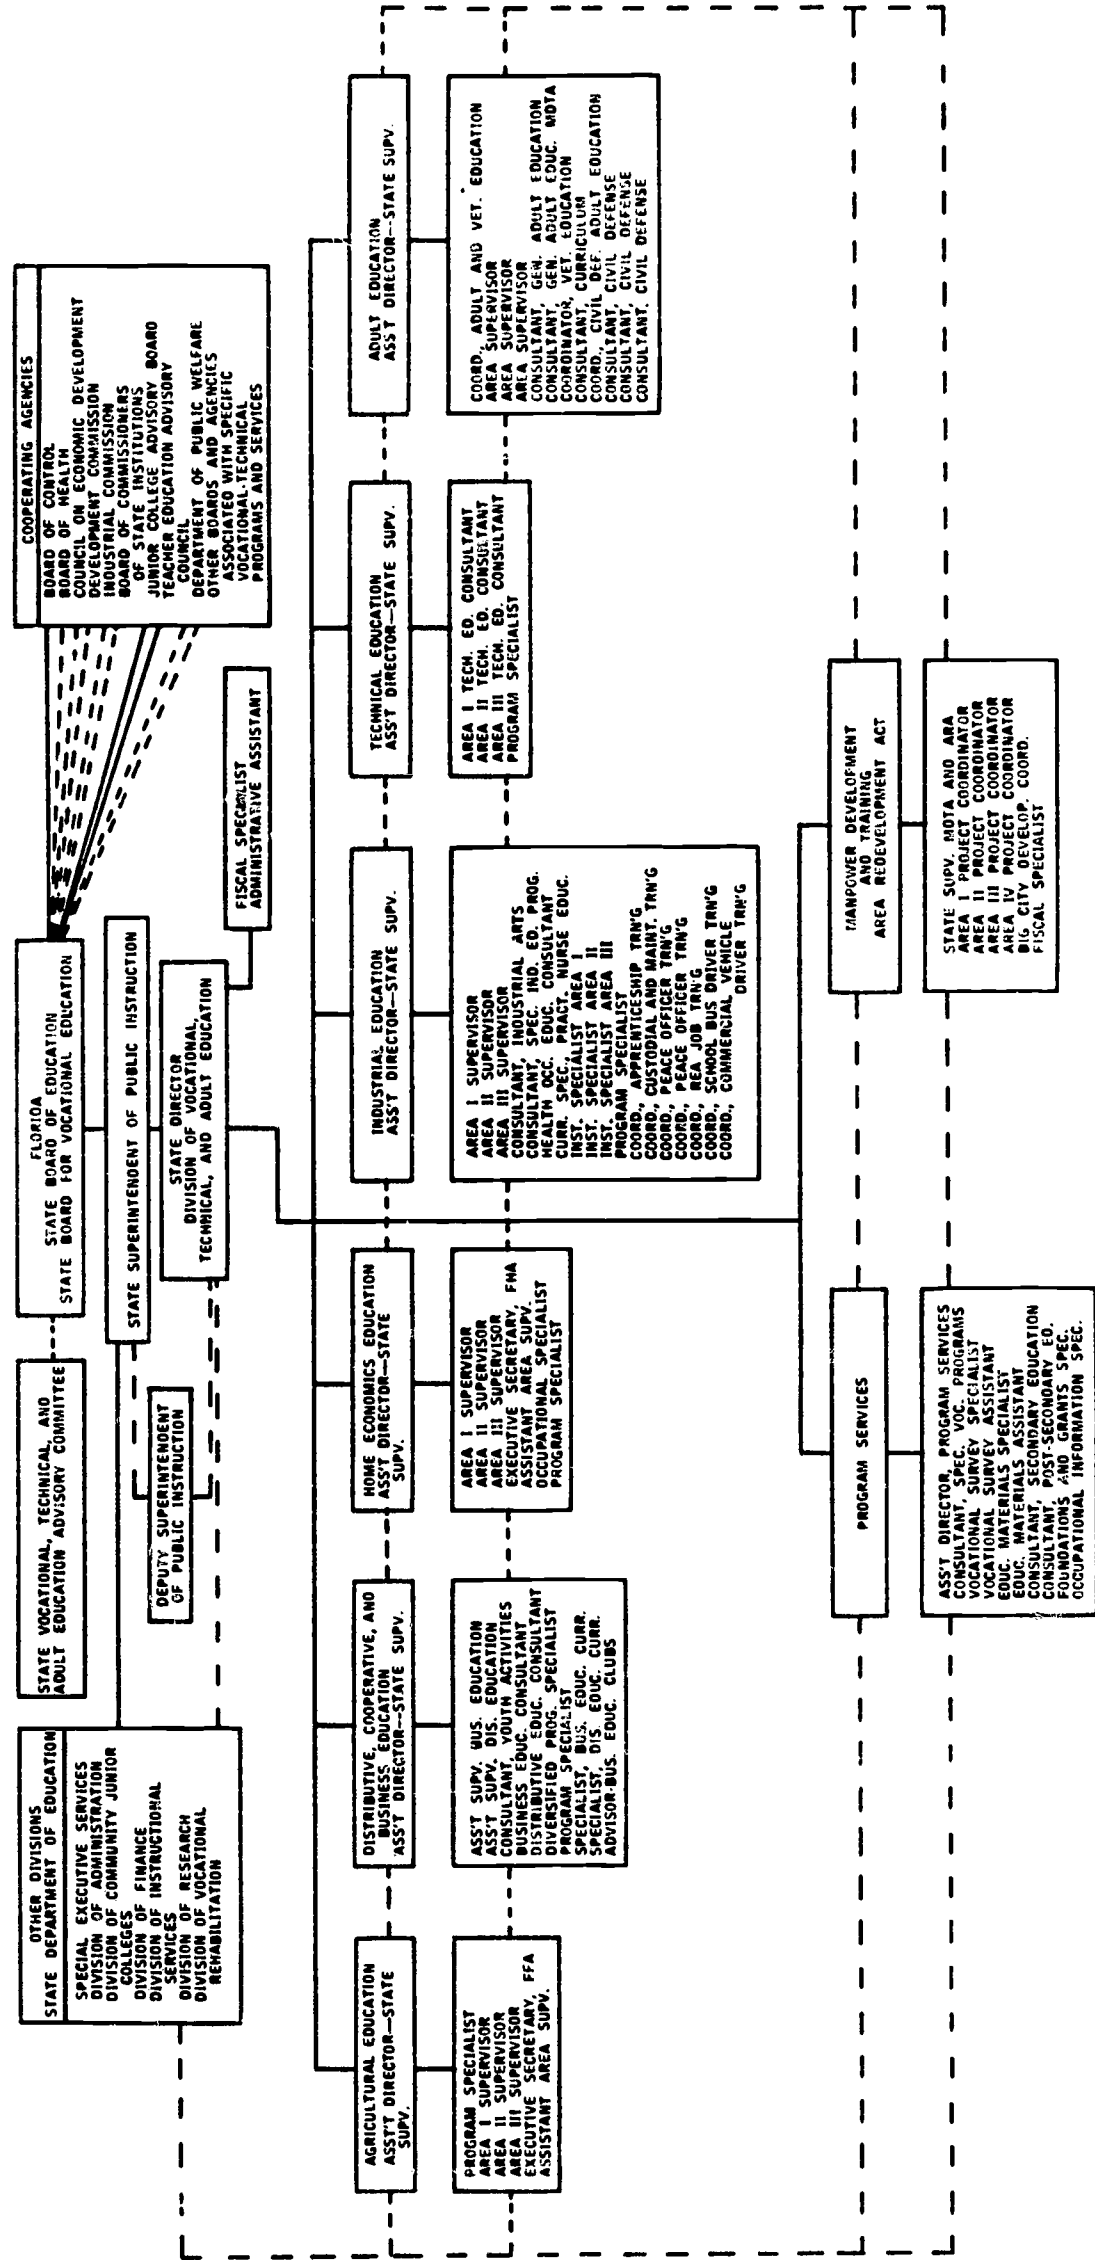 FLORIDA
STATE BOARD OF EDUCATION
STATE BOARD FOR VOCATIONAL EDUCATION
COOPERATING AGENCIES
BOARD OF CONTROL
BOARD OF HEALTH
COUNCIL ON ECONOMIC DEVELOPMENT
DEVELOPMENT COMMISSION
INDUSTRIAL COMMISSION
BOARD OF COMMISSIONERS
OF STATE INSTITUTIONS
JUNIOR COLLEGE ADVISORY BOARD
TEACHER EDUCATION ADVISORY
COUNCIL
DEPARTMENT OF PUBLIC WELFARE
OTHER BOARDS AND AGENCIES
ASSOCIATED WITH SPECIFIC
VOCATIONAL-TECHNICAL
PROGRAMS AND SERVICES
STATE VOCATIONAL, TECHNICAL, AND
ADULT EDUCATION ADVISORY COMMITTEE
OTHER DIVISIONS
STATE DEPARTMENT OF EDUCATION
SPECIAL EXECUTIVE SERVICES
DIVISION OF ADMINISTRATION
DIVISION OF COMMUNITY JUNIOR
COLLEGES
DIVISION OF FINANCE
DIVISION OF INSTRUCTIONAL
SERVICES
DIVISION OF RESEARCH
DIVISION OF VOCATIONAL
REHABILITATION
STATE SUPERINTENDENT OF PUBLIC INSTRUCTION
DEPUTY SUPERINTENDENT
OF PUBLIC INSTRUCTION
STATE DIRECTOR
DIVISION OF VOCATIONAL,
TECHNICAL, AND ADULT EDUCATION
FISCAL SPECIALIST
ADMINISTRATIVE ASSISTANT
AGRICULTURAL EDUCATION
ASS'T DIRECTOR—STATE
SUPV.
PROGRAM SPECIALIST
AREA I SUPERVISOR
AREA II SUPERVISOR
AREA III SUPERVISOR
EXECUTIVE SECRETARY, FFA
ASSISTANT AREA SUPV.
DISTRIBUTIVE, COOPERATIVE, AND
BUSINESS EDUCATION
ASS'T DIRECTOR—STATE SUPV.
ASS'T SUPV. BUS. EDUCATION
ASS'T SUPV. DIS. EDUCATION
CONSULTANT, YOUTH ACTIVITIES
BUSINESS EDUC. CONSULTANT
DISTRIBUTIVE EDUC. CONSULTANT
DIVERSIFIED PROG. SPECIALIST
PROGRAM SPECIALIST
SPECIALIST, BUS. EDUC. CURR.
SPECIALIST, DIS. EDUC. CURR.
ADVISOR-BUS. EDUC. CLUBS
HOME ECONOMICS EDUCATION
ASS'T DIRECTOR—STATE
SUPV.
AREA I SUPERVISOR
AREA II SUPERVISOR
AREA III SUPERVISOR
EXECUTIVE SECRETARY, FHA
ASSISTANT AREA SUPV.
OCCUPATIONAL SPECIALIST
PROGRAM SPECIALIST
INDUSTRIAL EDUCATION
ASS'T DIRECTOR—STATE SUPV.
AREA I SUPERVISOR
AREA II SUPERVISOR
AREA III SUPERVISOR
CONSULTANT, INDUSTRIAL ARTS
CONSULTANT, SPEC. IND. ED. PROG.
HEALTH OCC. EDUC. CONSULTANT
CURR. SPEC., PRACT. NURSE EDUC.
INST. SPECIALIST AREA I
INST. SPECIALIST AREA II
INST. SPECIALIST AREA III
PROGRAM SPECIALIST
COORD., APPRENTICESHIP TRN'G
COORD., CUSTODIAL AND MAINT. TRN'G
COORD., PEACE OFFICER TRN'G
COORD., PEACE OFFICER TRN'G
COORD., REA JOB TRN'G
COORD., SCHOOL BUS DRIVER TRN'G
COORD., COMMERCIAL VEHICLE
DRIVER TRN'G
TECHNICAL EDUCATION
ASS'T DIRECTOR—STATE SUPV.
AREA I TECH. ED. CONSULTANT
AREA II TECH. ED. CONSULTANT
AREA III TECH. ED. CONSULTANT
PROGRAM SPECIALIST
ADULT EDUCATION
ASS'T DIRECTOR—STATE SUPV.
COORD., ADULT AND VET. EDUCATION
AREA SUPERVISOR
AREA SUPERVISOR
AREA SUPERVISOR
CONSULTANT, GEN. ADULT EDUCATION
CONSULTANT, GEN. ADULT EDUC. MDTA
COORDINATOR, VET. EDUCATION
CONSULTANT, CURRICULUM
COORD., CIVIL DEF. ADULT EDUCATION
CONSULTANT, CIVIL DEFENSE
CONSULTANT, CIVIL DEFENSE
CONSULTANT, CIVIL DEFENSE
PROGRAM SERVICES
ASS'T DIRECTOR, PROGRAM SERVICES
CONSULTANT, SPEC. VOC. PROGRAMS
VOCATIONAL SURVEY SPECIALIST
VOCATIONAL SURVEY ASSISTANT
EDUC. MATERIALS SPECIALIST
EDUC. MATERIALS ASSISTANT
CONSULTANT, SECONDARY EDUCATION
CONSULTANT, POST-SECONDARY ED.
FOUNDATIONS AND GRANTS SPEC.
OCCUPATIONAL INFORMATION SPEC.
MANPOWER DEVELOPMENT
AND TRAINING
AREA REDEVELOPMENT ACT
STATE SUPV. MDTA AND ARA
AREA I PROJECT COORDINATOR
AREA II PROJECT COORDINATOR
AREA III PROJECT COORDINATOR
AREA IV PROJECT COORDINATOR
BIG CITY DEVELOP. COORD.
FISCAL SPECIALIST